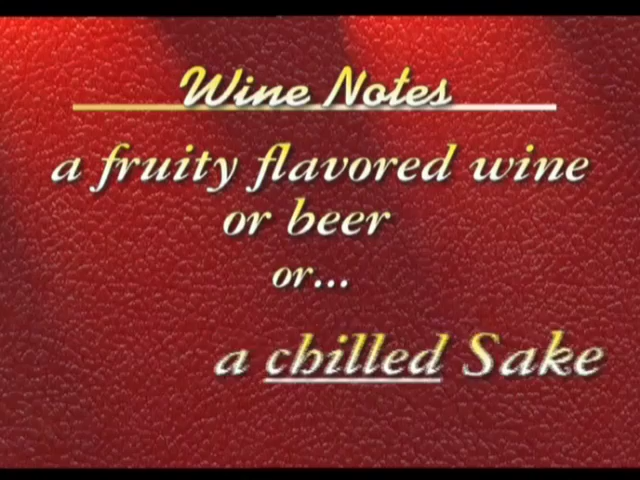 Wine Notes
a fruity flavored wine
or beer
or...
a chilled Sake